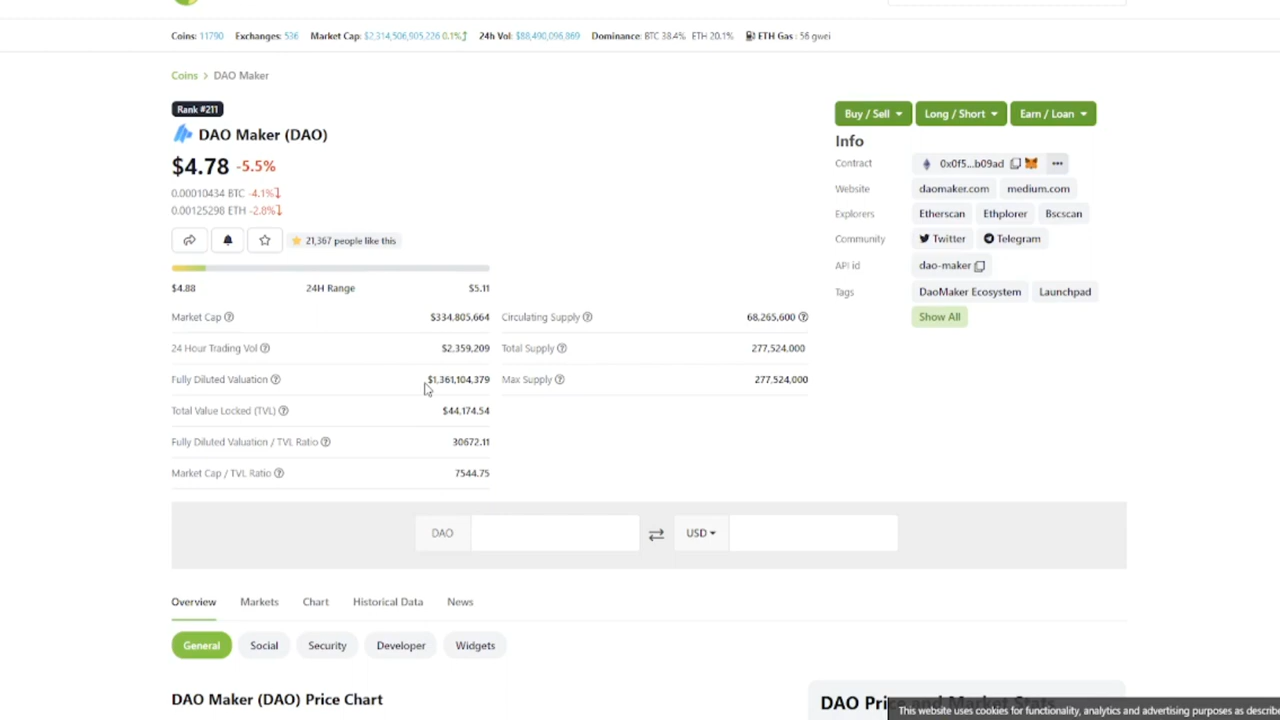 Coins: 11790 Exchanges: 536 Market Cap: $2,314,506,905,226 0.1% 24h Vol: $88,490,096,869 Dominance: BTC 38.4% ETH 20.1% ETH Gas: 56 gwei
Coins > DAO Maker
Rank #211
DAO Maker (DAO)
$4.78 -5.5%
0.00010434 BTC -4.1%
0.00125298 ETH -2.8%
21,367 people like this
$4.88 24H Range $5.11
Market Cap $334,805,664
24 Hour Trading Vol $2,359,209
Fully Diluted Valuation $1,361,104,379
Total Value Locked (TVL) $44,174.54
Fully Diluted Valuation / TVL Ratio 30672.11
Market Cap / TVL Ratio 7544.75
Circulating Supply 68,265,600
Total Supply 277,524,000
Max Supply 277,524,000
Buy / Sell Long / Short Earn / Loan
Info
Contract 0x0f5...b09ad
Website daomaker.com medium.com
Explorers Etherscan Ethplorer Bscscan
Community Twitter Telegram
API id dao-maker
Tags DaoMaker Ecosystem Launchpad
Show All
DAO USD
Overview Markets Chart Historical Data News
General Social Security Developer Widgets
DAO Maker (DAO) Price Chart
DAO Price and Market Stats
This website uses cookies for functionality, analytics and advertising purposes as describe